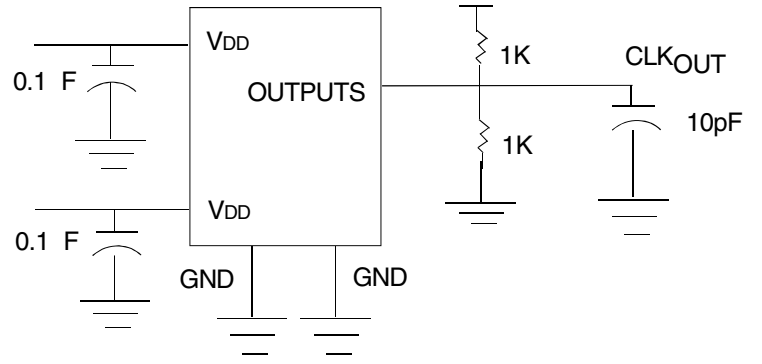 VDD
0.1 F
1K
CLKOUT
OUTPUTS
10pF
1K
VDD
0.1 F
GND
GND